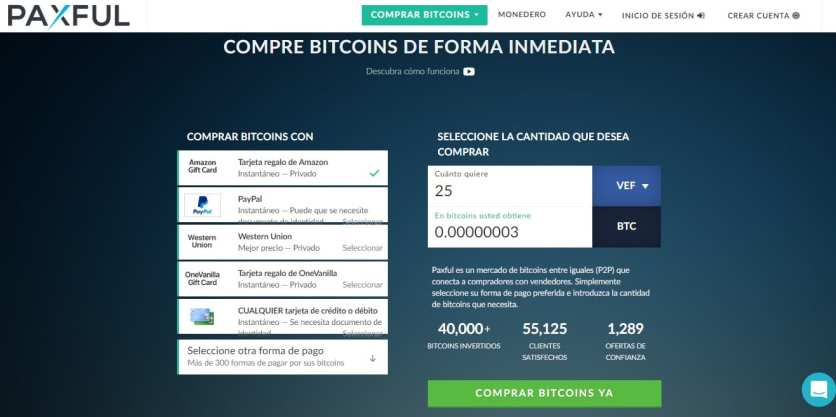 PAXFUL
COMPRAR BITCOINS
MONEDERO
AYUDA
INICIO DE SESIÓN
CREAR CUENTA
COMPRE BITCOINS DE FORMA INMEDIATA
Descubra cómo funciona
COMPRAR BITCOINS CON
Amazon
Gift Card
Tarjeta regalo de Amazon
Instantáneo — Privado
PayPal
PayPal
Instantáneo — Puede que se necesite
documento de identidad
Seleccionar
Western
Union
Western Union
Mejor precio — Privado
Seleccionar
OneVanilla
Gift Card
Tarjeta regalo de OneVanilla
Instantáneo — Privado
Seleccionar
CUALQUIER tarjeta de crédito o débito
Instantáneo — Se necesita documento de
identidad
Seleccionar
Seleccione otra forma de pago
Más de 300 formas de pagar por sus bitcoins
SELECCIONE LA CANTIDAD QUE DESEA
COMPRAR
Cuánto quiere
25
VEF
En bitcoins usted obtiene
0.00000003
BTC
Paxful es un mercado de bitcoins entre iguales (P2P) que
conecta a compradores con vendedores. Simplemente
seleccione su forma de pago preferida e introduzca la cantidad
de bitcoins que necesita.
40,000+
BITCOINS INVERTIDOS
55,125
CLIENTES
SATISFECHOS
1,289
OFERTAS DE
CONFIANZA
COMPRAR BITCOINS YA